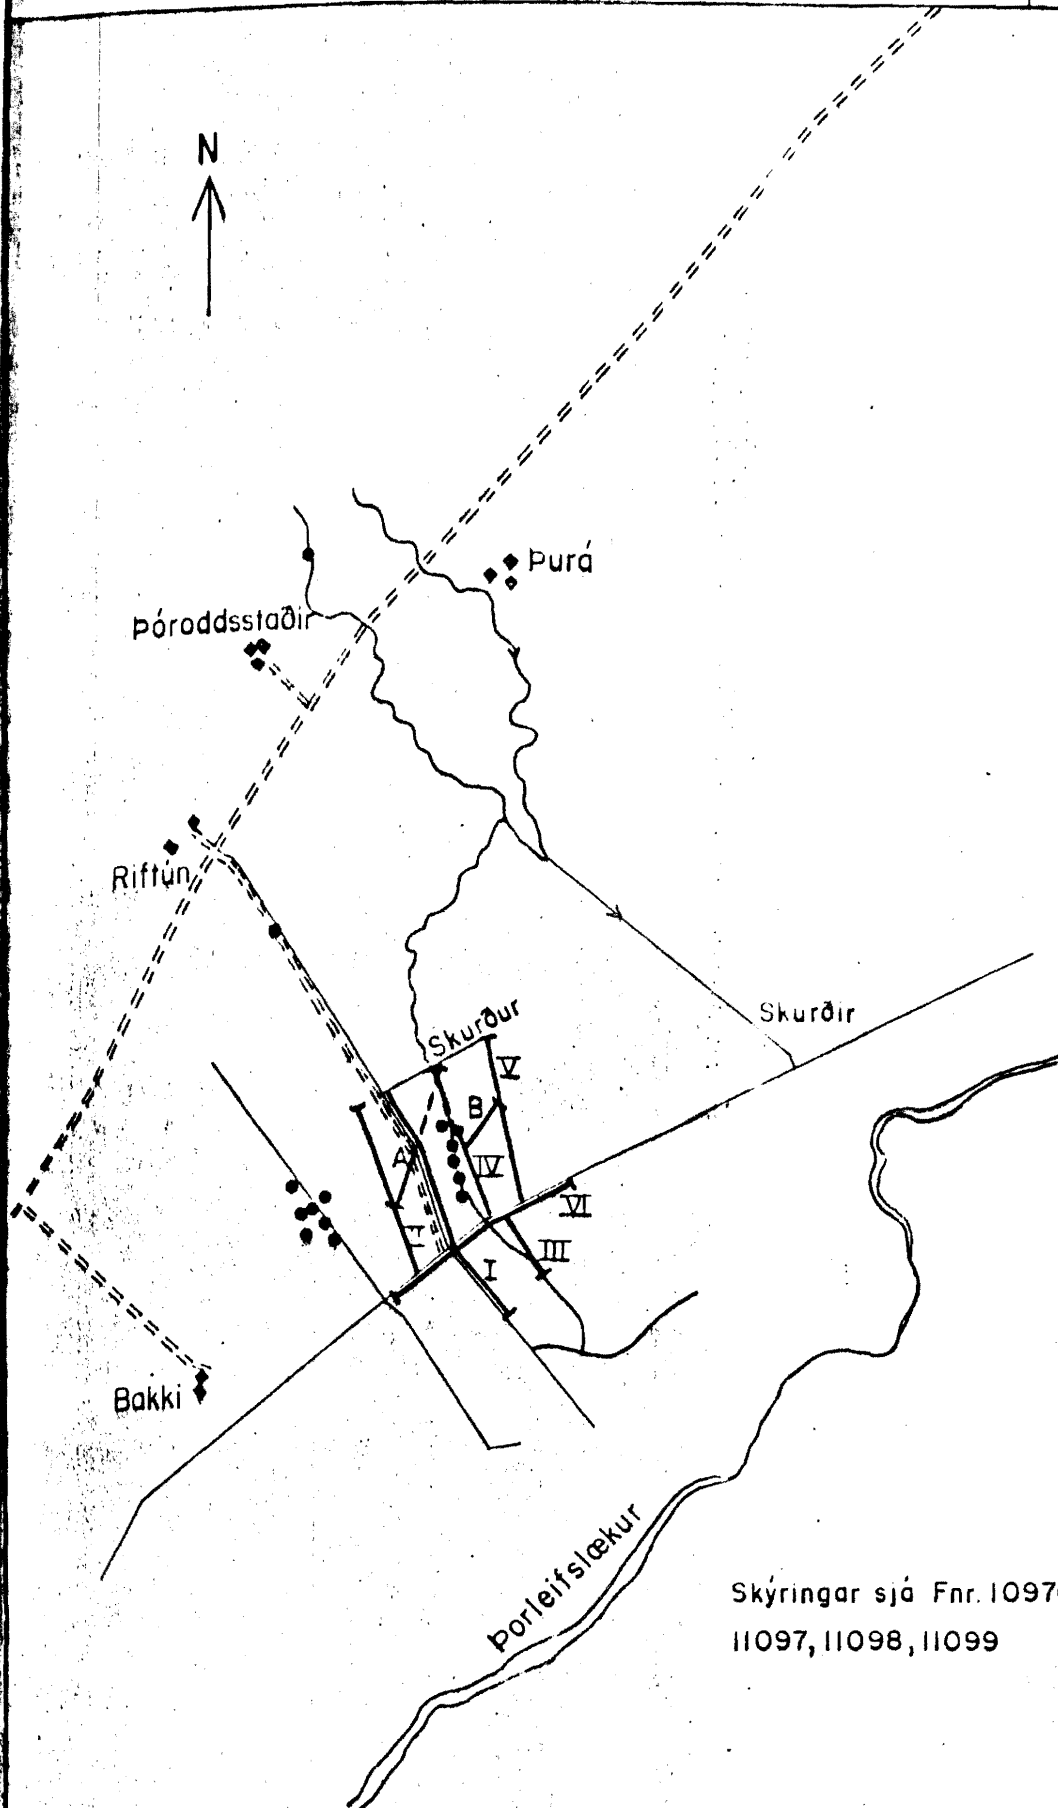 N
Þurá
Þóroddsstaðir
Riftún
Skurðir
Skurður
V
B
A
IV
II
VI
III
I
Bakki
Þorleifslækur
Skýringar sjá Fnr. 1097
11097, 11098, 11099